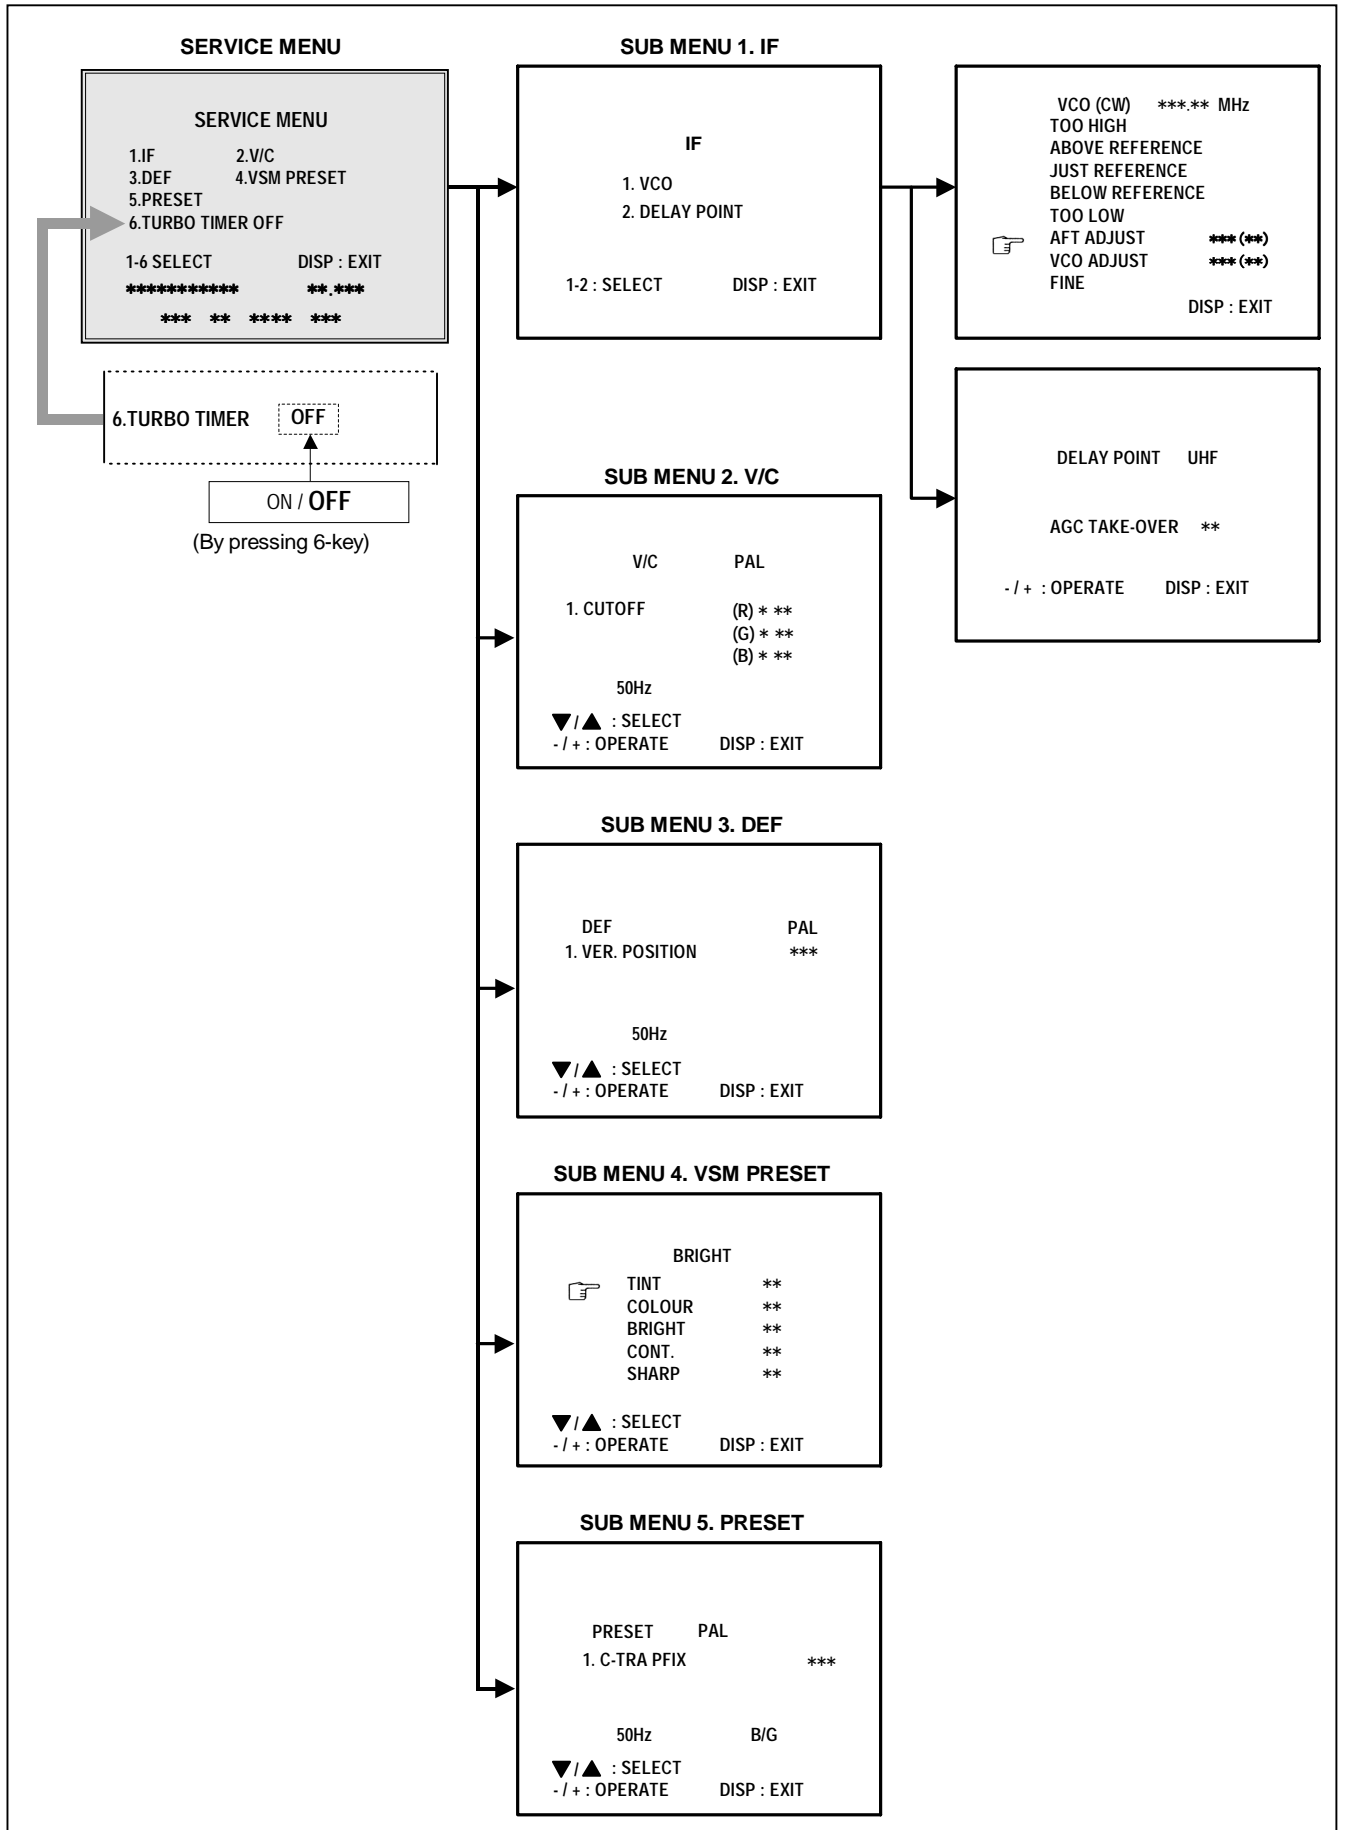 SERVICE MENU
SERVICE MENU
1.IF 2.V/C
3.DEF 4.VSM PRESET
5.PRESET
6.TURBO TIMER OFF
1-6 SELECT DISP : EXIT
*********** **.***
*** ** **** ***
6.TURBO TIMER OFF
ON / OFF
(By pressing 6-key)
SUB MENU 1. IF
IF
1. VCO
2. DELAY POINT
1-2 : SELECT DISP : EXIT
VCO (CW) ***.** MHz
TOO HIGH
ABOVE REFERENCE
JUST REFERENCE
BELOW REFERENCE
TOO LOW
☞ AFT ADJUST ***(**)
VCO ADJUST ***(**)
FINE
DISP : EXIT
DELAY POINT UHF
AGC TAKE-OVER **
- / + : OPERATE DISP : EXIT
SUB MENU 2. V/C
V/C PAL
1. CUTOFF (R) * **
(G) * **
(B) * **
50Hz
▼/▲ : SELECT
- / + : OPERATE DISP : EXIT
SUB MENU 3. DEF
DEF PAL
1. VER. POSITION ***
50Hz
▼/▲ : SELECT
- / + : OPERATE DISP : EXIT
SUB MENU 4. VSM PRESET
BRIGHT
☞ TINT **
COLOUR **
BRIGHT **
CONT. **
SHARP **
▼/▲ : SELECT
- / + : OPERATE DISP : EXIT
SUB MENU 5. PRESET
PRESET PAL
1. C-TRA PFIX ***
50Hz B/G
▼/▲ : SELECT
- / + : OPERATE DISP : EXIT